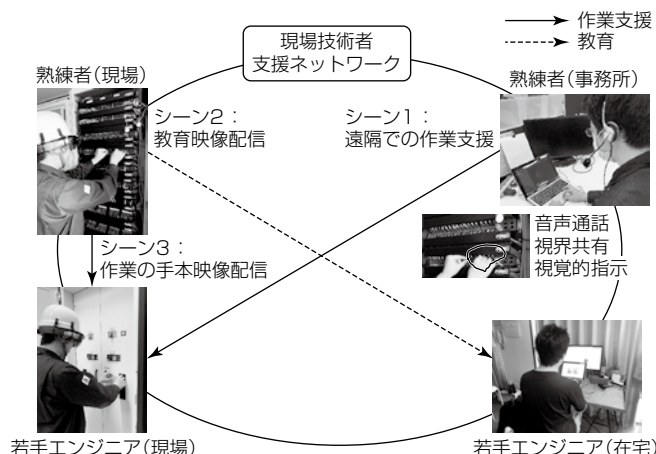 現場技術者
支援ネットワーク
作業支援
教育
熟練者(現場)
熟練者(事務所)
シーン2：
教育映像配信
シーン1：
遠隔での作業支援
音声通話
視界共有
視覚的指示
シーン3：
作業の手本映像配信
若手エンジニア(現場)
若手エンジニア(在宅)